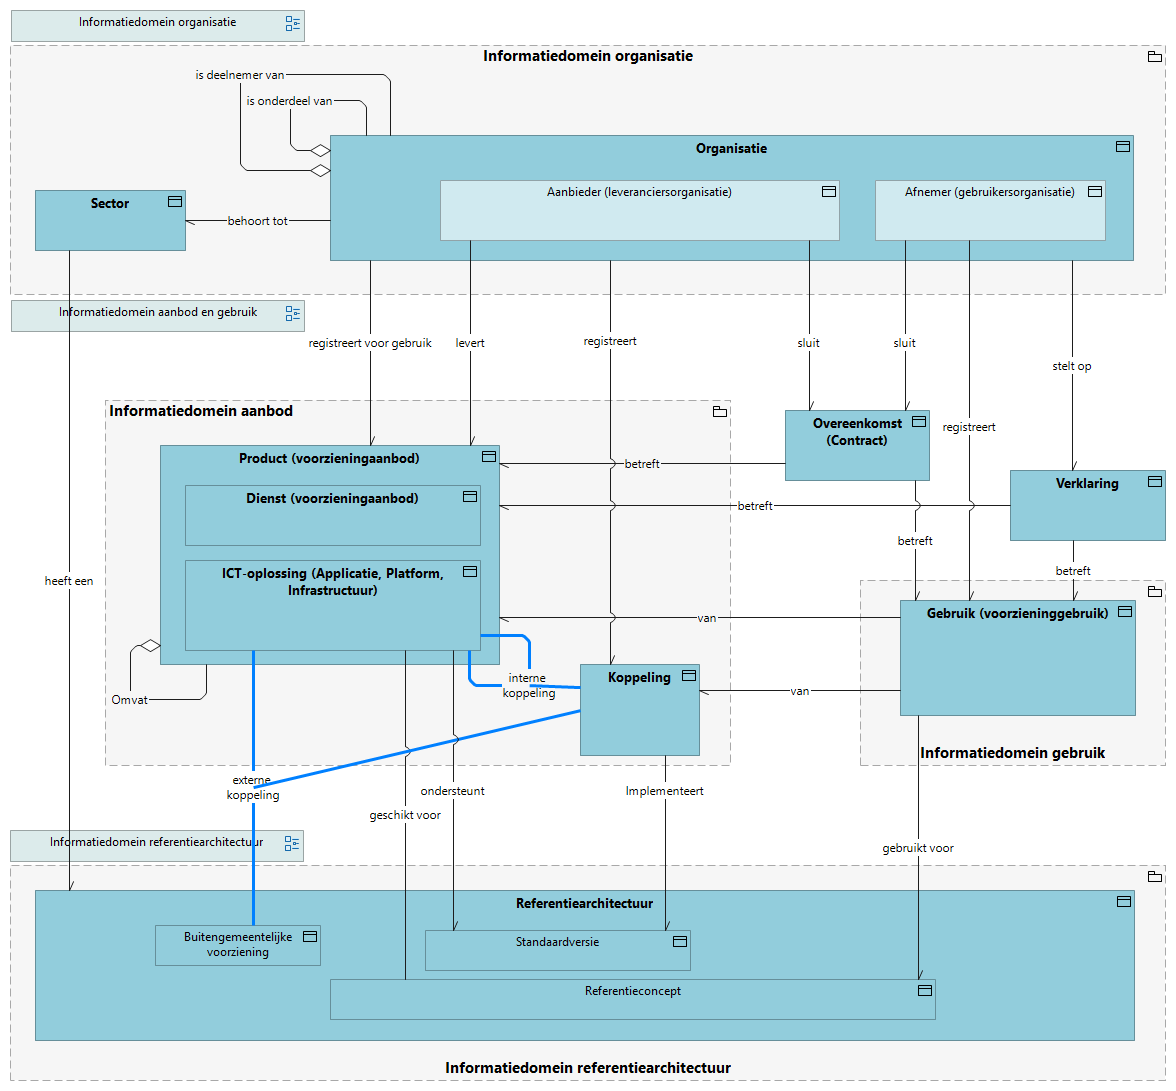 Informatiedomein organisatie
Informatiedomein organisatie
is deelnemer van
is onderdeel van
Organisatie
Aanbieder (leveranciersorganisatie)
Afnemer (gebruikersorganisatie)
Sector
behoort tot
Informatiedomein aanbod en gebruik
registreert voor gebruik
levert
registreert
sluit
sluit
stelt op
Informatiedomein aanbod
Overeenkomst
(Contract)
registreert
Product (voorzieningaanbod)
betreft
Verklaring
Dienst (voorzieningaanbod)
betreft
betreft
betreft
heeft een
ICT-oplossing (Applicatie, Platform,
Infrastructuur)
Gebruik (voorzieninggebruik)
van
interne
koppeling
Koppeling
van
Omvat
Informatiedomein gebruik
externe
koppeling
ondersteunt
Implementeert
geschikt voor
Informatiedomein referentiearchitectuur
gebruikt voor
Referentiearchitectuur
Buitengemeentelijke
voorziening
Standaardversie
Referentieconcept
Informatiedomein referentiearchitectuur